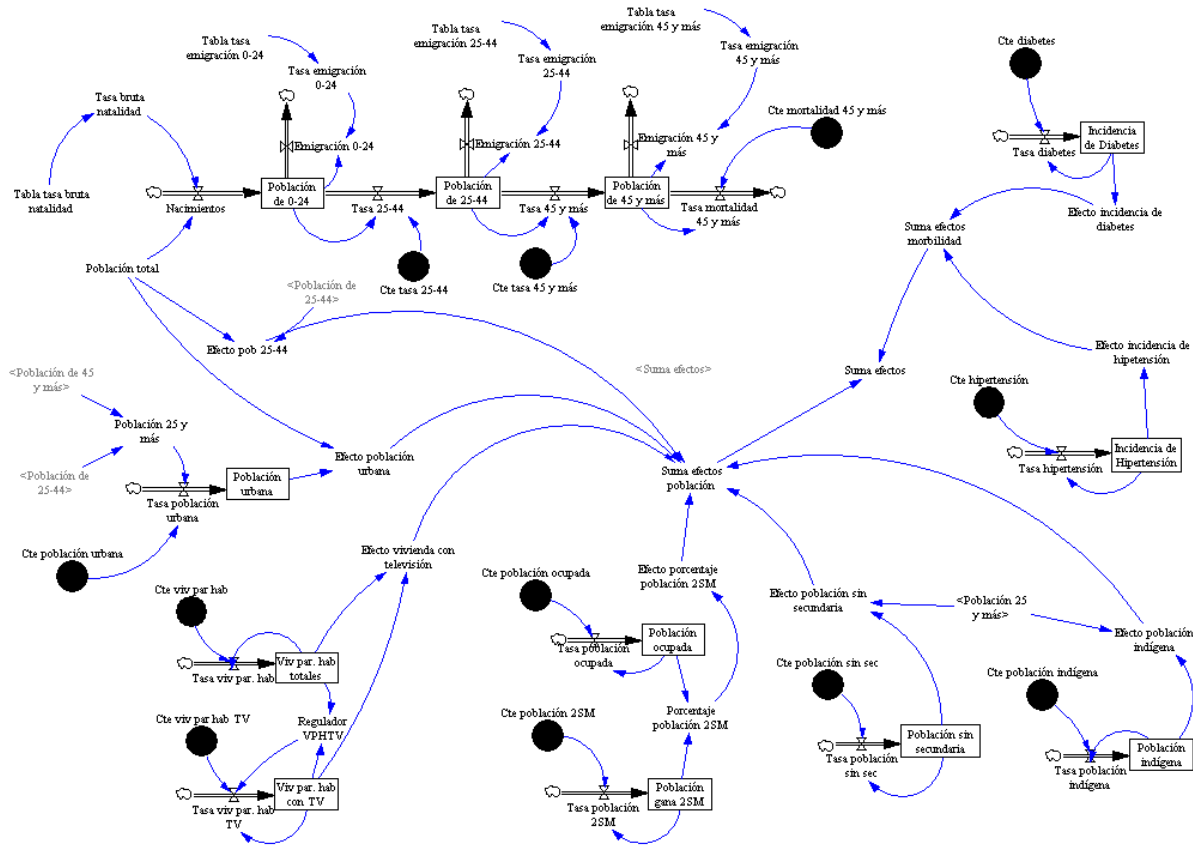 Tabla tasa
emigración 0-24
Tabla tasa
emigración 25-44
Tabla tasa
emigración 45 y más
Tasa emigración
0-24
Tasa emigración
25-44
Tasa emigración
45 y más
Cte diabetes
Tasa bruta
natalidad
Cte mortalidad 45 y más
Emigración 0-24
Emigración 25-44
Emigración 45 y
más
Tasa diabetes
Incidencia
de Diabetes
Tabla tasa bruta
natalidad
Nacimientos
Población
de 0-24
Tasa 25-44
Población
de 25-44
Tasa 45 y más
Población
de 45 y más
Tasa mortalidad
45 y más
Efecto incidencia de
diabetes
Suma efectos
morbilidad
Población total
Cte tasa 25-44
Cte tasa 45 y más
<Población de
25-44>
Efecto pob 25-44
Efecto incidencia de
hipetensión
<Población de 45
y más>
<Suma efectos>
Suma efectos
Cte hipertensión
Población 25 y
más
Efecto población
urbana
Suma efectos
población
Tasa hipertensión
Incidencia de
Hipertensión
<Población de
25-44>
Población
urbana
Tasa población
urbana
Cte población urbana
Efecto vivienda con
televisión
Cte viv par hab
Cte población ocupada
Efecto porcentaje
población 2SM
Efecto población sin
secundaria
<Población 25
y más>
Efecto población
indígena
Tasa viv par. hab
Viv par. hab
totales
Tasa población
ocupada
Población
ocupada
Cte población sin sec
Cte población indígena
Cte viv par hab TV
Regulador
VPHTV
Cte población 2SM
Porcentaje
población 2SM
Tasa población
sin sec
Población sin
secundaria
Tasa población
indígena
Población
indígena
Tasa viv par. hab
TV
Viv par. hab
con TV
Tasa población
2SM
Población
gana 2SM